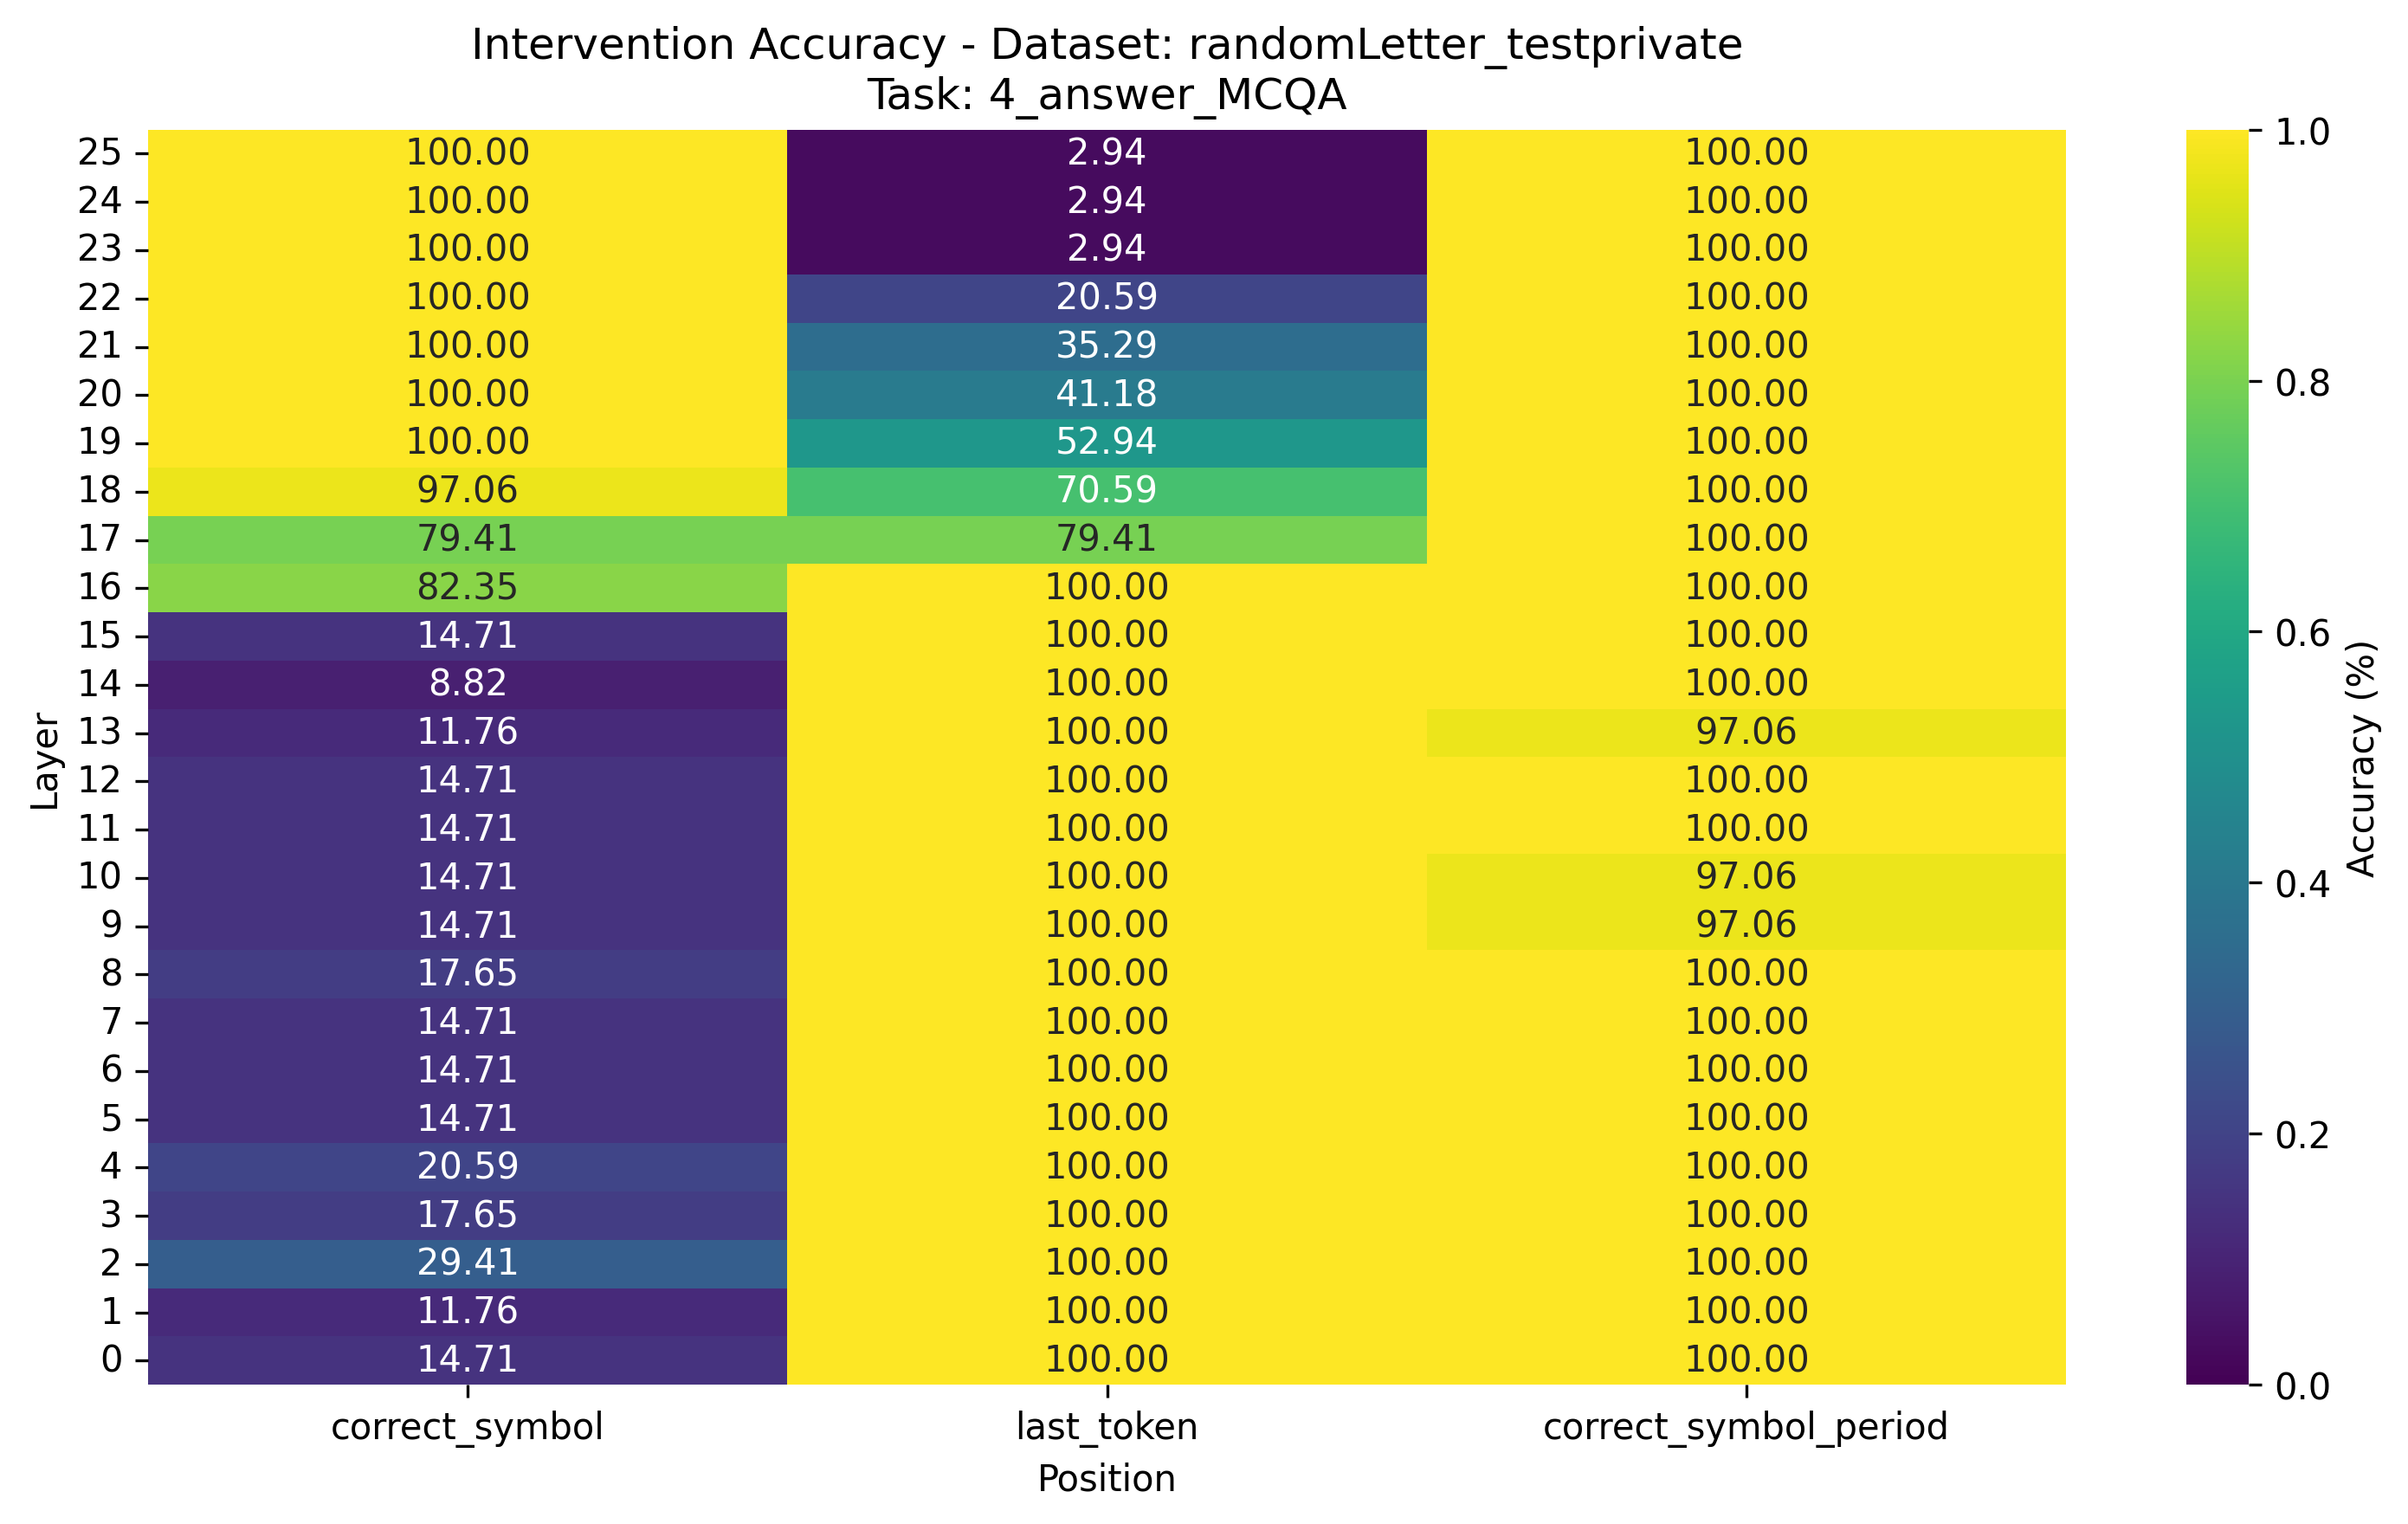 Intervention Accuracy - Dataset: randomLetter_testprivate
Task: 4_answer_MCQA
25 100.00 2.94 100.00
24 100.00 2.94 100.00
23 100.00 2.94 100.00
22 100.00 20.59 100.00
21 100.00 35.29 100.00
20 100.00 41.18 100.00
19 100.00 52.94 100.00
18 97.06 70.59 100.00
17 79.41 79.41 100.00
16 82.35 100.00 100.00
15 14.71 100.00 100.00
14 8.82 100.00 100.00
13 11.76 100.00 97.06
12 14.71 100.00 100.00
11 14.71 100.00 100.00
10 14.71 100.00 97.06
9 14.71 100.00 97.06
8 17.65 100.00 100.00
7 14.71 100.00 100.00
6 14.71 100.00 100.00
5 14.71 100.00 100.00
4 20.59 100.00 100.00
3 17.65 100.00 100.00
2 29.41 100.00 100.00
1 11.76 100.00 100.00
0 14.71 100.00 100.00
correct_symbol last_token correct_symbol_period
Position
Layer
1.0
0.8
0.6
0.4
0.2
0.0
Accuracy (%)